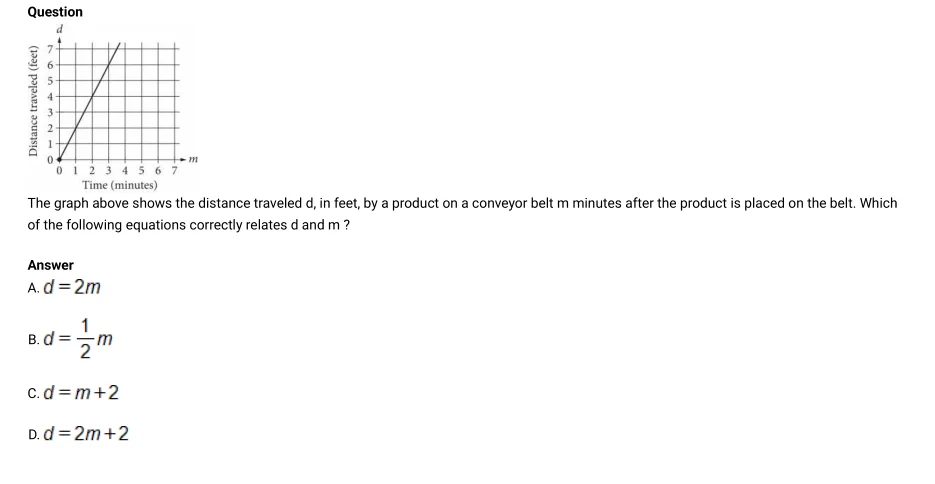 Question
d
Distance traveled (feet)
7
6
5
4
3
2
1
0
m
0 1 2 3 4 5 6 7
Time (minutes)
The graph above shows the distance traveled d, in feet, by a product on a conveyor belt m minutes after the product is placed on the belt. Which
of the following equations correctly relates d and m ?
Answer
A. d = 2m
B. d = 1/2 m
C. d = m+2
D. d = 2m+2